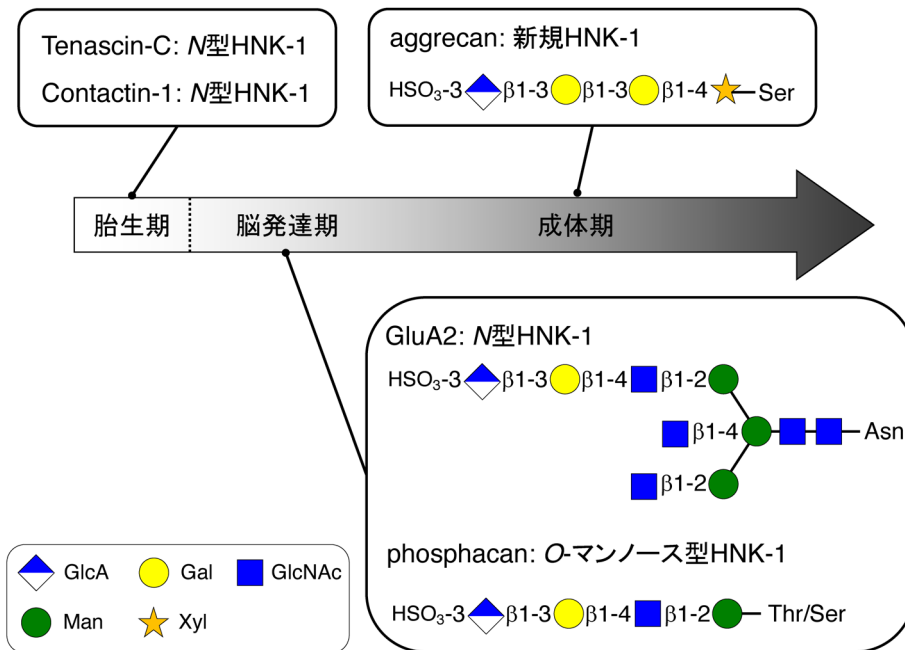 Tenascin-C: N型HNK-1
Contactin-1: N型HNK-1
aggrecan: 新規HNK-1
HSO₃-3 β1-3 β1-3 β1-4 Ser
胎生期 脳発達期 成体期
GluA2: N型HNK-1
HSO₃-3 β1-3 β1-4 β1-2
β1-4 Asn
β1-2
phosphacan: O-マンノース型HNK-1
HSO₃-3 β1-3 β1-4 β1-2 Thr/Ser
GlcA Gal GlcNAc
Man Xyl